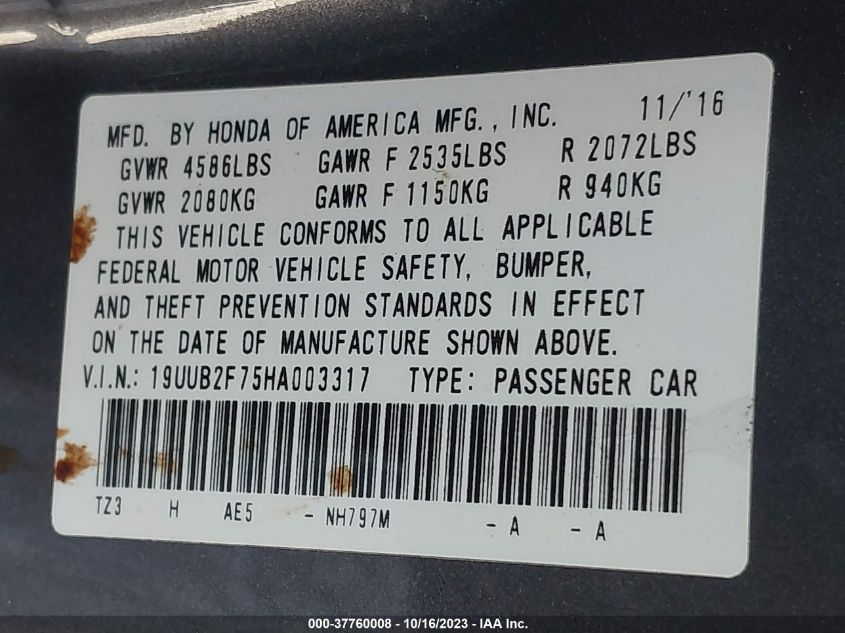 MFD. BY HONDA OF AMERICA MFG., INC. 11/'16
GVWR 4586LBS GAWR F 2535LBS R 2072LBS
GVWR 2080KG GAWR F 1150KG R 940KG
THIS VEHICLE CONFORMS TO ALL APPLICABLE
FEDERAL MOTOR VEHICLE SAFETY, BUMPER,
AND THEFT PREVENTION STANDARDS IN EFFECT
ON THE DATE OF MANUFACTURE SHOWN ABOVE.
V.I.N.: 19UUB2F75HA003317 TYPE: PASSENGER CAR
TZ3 H AE5 - NH797M - A - A
000-37760008 - 10/16/2023 - IAA Inc.